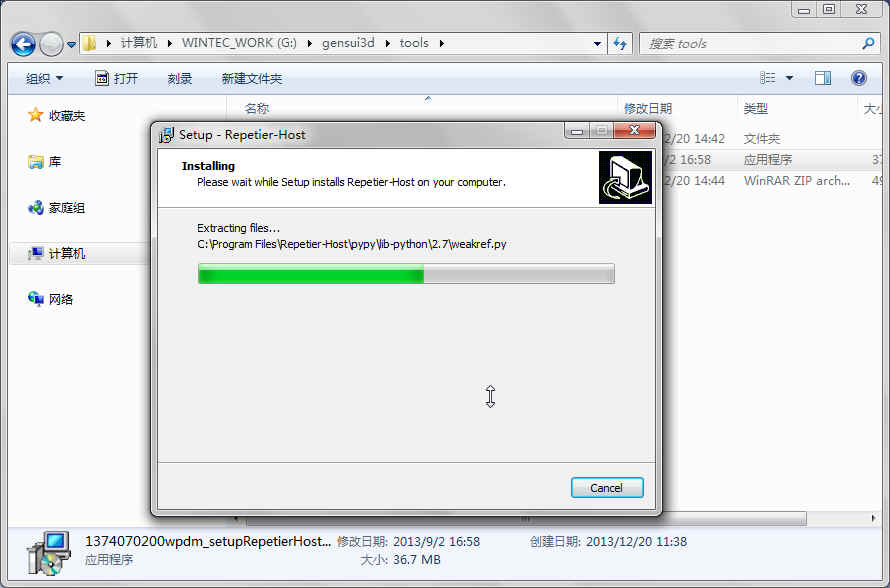 计算机 WINTEC_WORK (G:) gensui3d tools 搜索 tools
组织 打开 刻录 新建文件夹
收藏夹
库
家庭组
计算机
网络
名称 修改日期 类型 大小
2/20 14:42 文件夹
/2 16:58 应用程序 37
2/20 14:44 WinRAR ZIP arch... 49
Setup - Repetier-Host
Installing
Please wait while Setup installs Repetier-Host on your computer.
Extracting files...
C:\Program Files\Repetier-Host\pypy\lib-python\2.7\weakref.py
Cancel
1374070200wpdm_setupRepetierHost... 修改日期: 2013/9/2 16:58 创建日期: 2013/12/20 11:38
应用程序 大小: 36.7 MB